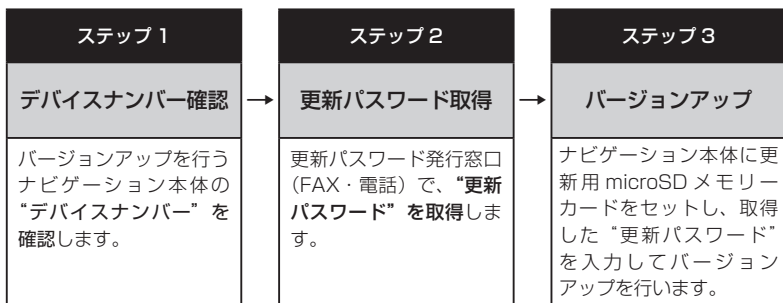 ステップ 1
デバイスナンバー確認
バージョンアップを行う
ナビゲーション本体の
“デバイスナンバー” を
確認します。
→
ステップ 2
更新パスワード取得
更新パスワード発行窓口
（FAX・電話）で、“更新
パスワード” を取得しま
す。
→
ステップ 3
バージョンアップ
ナビゲーション本体に更
新用 microSD メモリー
カードをセットし、取得
した “更新パスワード”
を入力してバージョン
アップを行います。